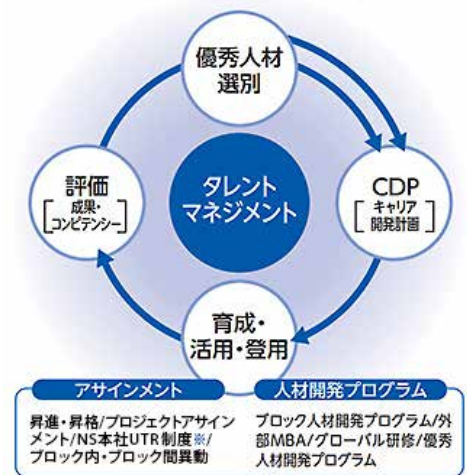 優秀人材
選別
評価
[成果・
コンピテンシー]
タレント
マネジメント
CDP
[キャリア
開発計画]
育成・
活用・登用
アサインメント
昇進・昇格/プロジェクトアサイン
メント/NS本社UTR制度※/
ブロック内・ブロック間異動
人材開発プログラム
ブロック人材開発プログラム/外
部MBA/グローバル研修/優秀
人材開発プログラム